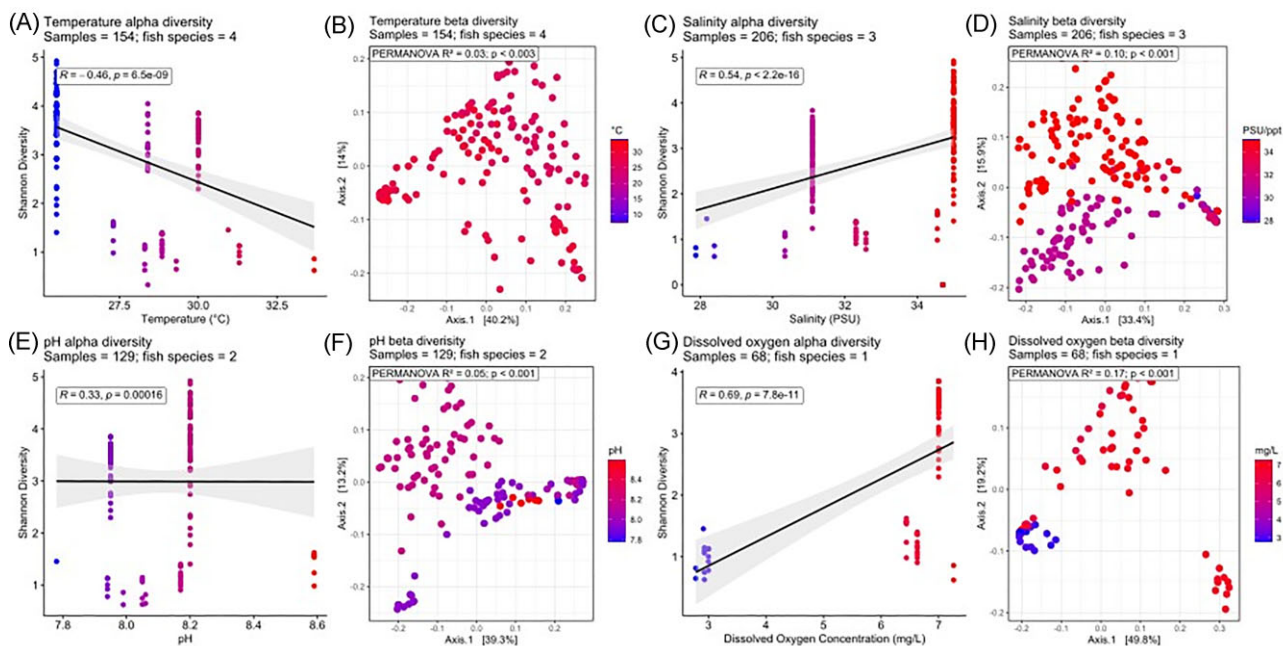 (A) Temperature alpha diversity
Samples = 154; fish species = 4
R = − 0.46, p = 6.5e-09
Shannon Diversity
5
4
3
2
1
27.5
30.0
32.5
Temperature (°C)
(B) Temperature beta diversity
Samples = 154; fish species = 4
PERMANOVA R² = 0.03; p < 0.003
Axis.2 [14%]
0.1
0.0
-0.1
-0.2
-0.2
-0.1
0.0
0.1
0.2
Axis.1 [40.2%]
°C
30
25
20
15
10
(C) Salinity alpha diversity
Samples = 206; fish species = 3
R = 0.54, p < 2.2e-16
Shannon Diversity
5
4
3
2
1
0
28
30
32
34
Salinity (PSU)
(D) Salinity beta diversity
Samples = 206; fish species = 3
PERMANOVA R² = 0.10; p < 0.001
Axis.2 [15.9%]
0.2
0.1
0.0
-0.1
-0.2
-0.2
-0.1
0.0
0.1
0.2
0.3
Axis.1 [33.4%]
PSU/ppt
34
32
30
28
(E) pH alpha diversity
Samples = 129; fish species = 2
R = 0.33, p = 0.00016
Shannon Diversity
5
4
3
2
1
7.8
8.0
8.2
8.4
8.6
pH
(F) pH beta diverisity
Samples = 129; fish species = 2
PERMANOVA R² = 0.05; p < 0.001
Axis.2 [13.2%]
0.2
0.1
0.0
-0.1
-0.2
-0.2
-0.1
0.0
0.1
0.2
Axis.1 [39.3%]
pH
8.4
8.2
8.0
7.8
(G) Dissolved oxygen alpha diversity
Samples = 68; fish species = 1
R = 0.69, p = 7.8e-11
Shannon Diversity
4
3
2
1
3
4
5
6
7
Dissolved Oxygen Concentration (mg/L)
(H) Dissolved oxygen beta diversity
Samples = 68; fish species = 1
PERMANOVA R² = 0.17; p < 0.001
Axis.2 [19.2%]
0.1
0.0
-0.1
-0.2
-0.2
-0.1
0.0
0.1
0.2
0.3
Axis.1 [49.8%]
mg/L
7
6
5
4
3